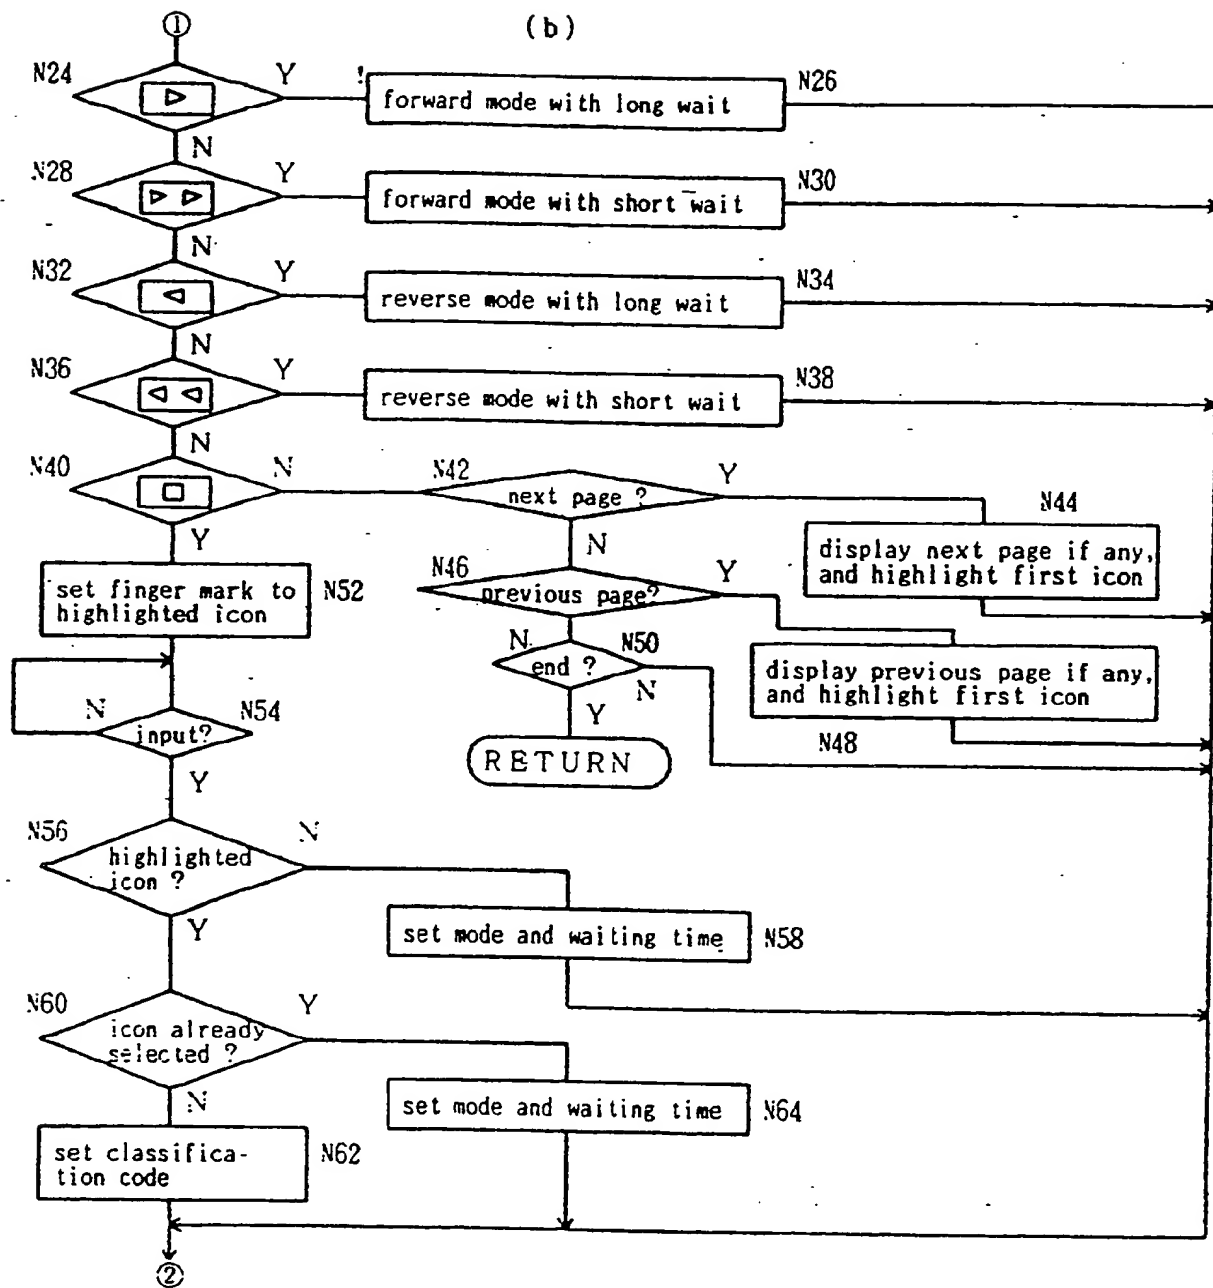 ①
(b)
N24
Y
forward mode with long wait
N26
N
N28
Y
forward mode with short wait
N30
N
N32
Y
reverse mode with long wait
N34
N
N36
Y
reverse mode with short wait
N38
N
N40
N
N42
next page ?
Y
N44
display next page if any,
and highlight first icon
Y
N
set finger mark to
highlighted icon
N52
N46
previous page?
Y
display previous page if any,
and highlight first icon
N48
N
end ?
N50
N
Y
RETURN
N
input?
N54
Y
N56
highlighted
icon ?
N
set mode and waiting time
N58
Y
N60
icon already
selected ?
Y
set mode and waiting time
N64
N
set classifica-
tion code
N62
②